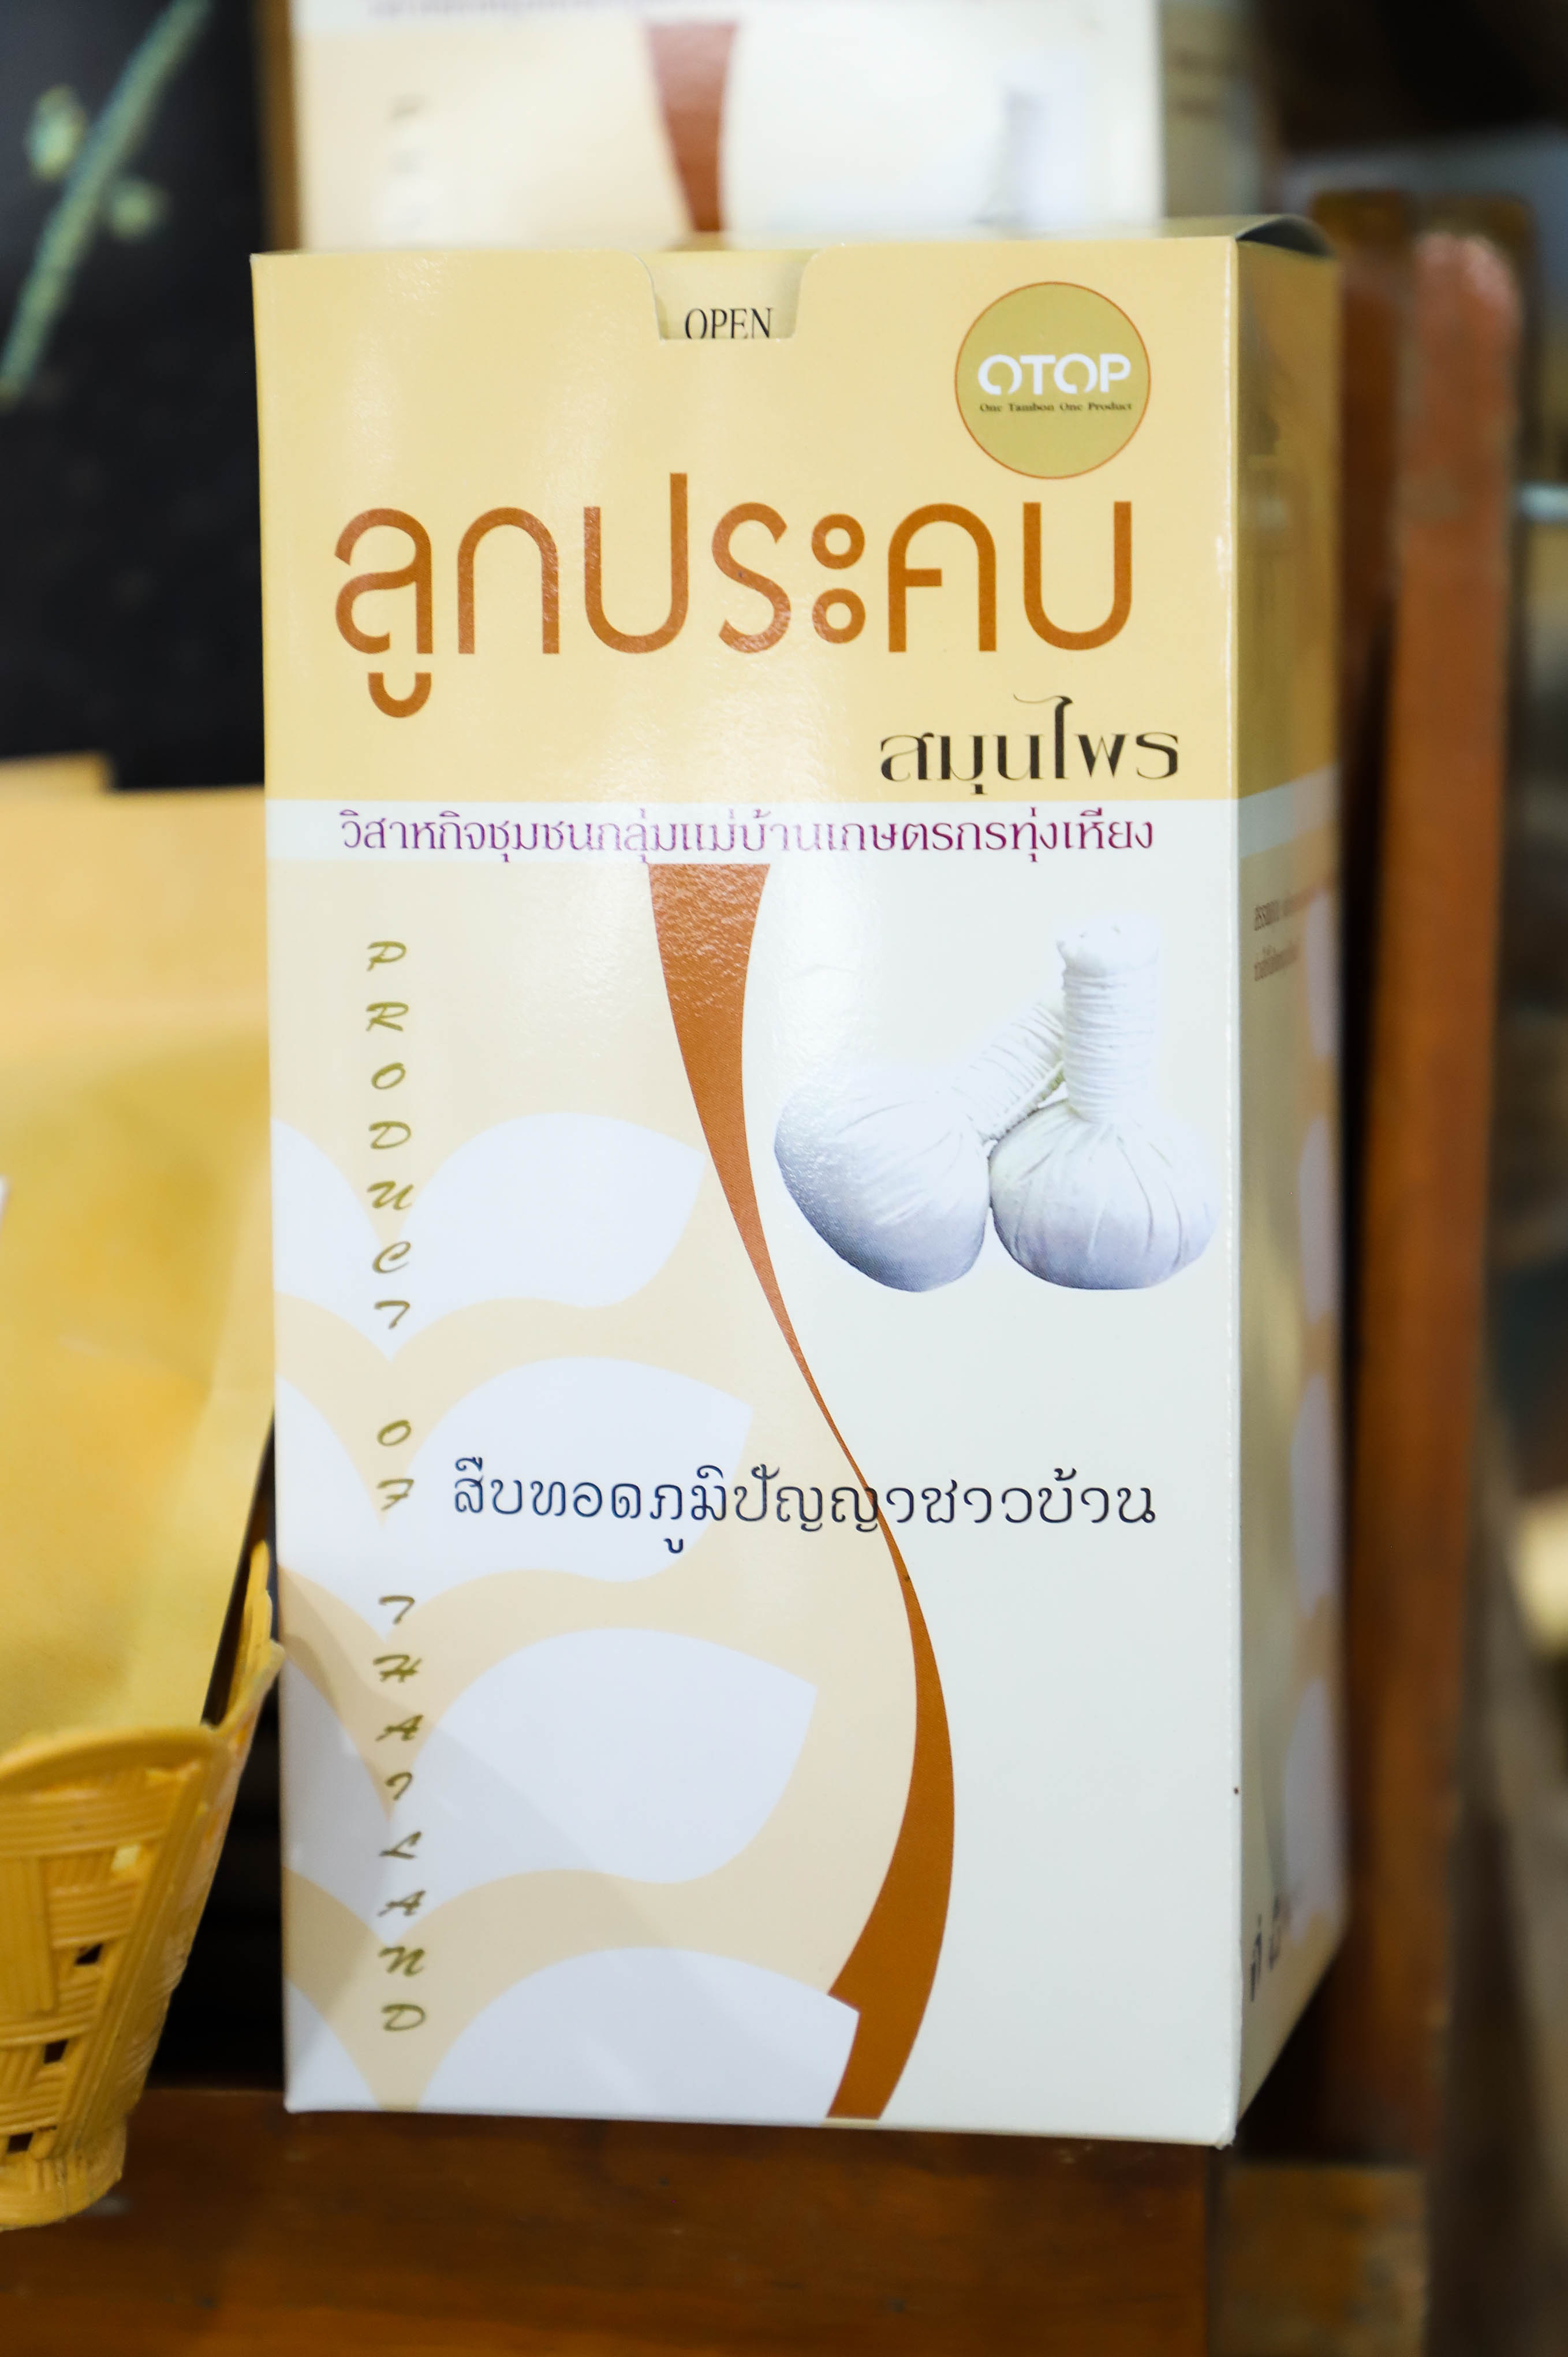 OPEN
OTOP
One Tambon One Product
ลูกประคบ
สมุนไพร
วิสาหกิจชุมชนกลุ่มแม่บ้านเกษตรกรทุ่งเหียง
PRODUCT OF THAILAND
สืบทอดภูมิปัญญาชาวบ้าน